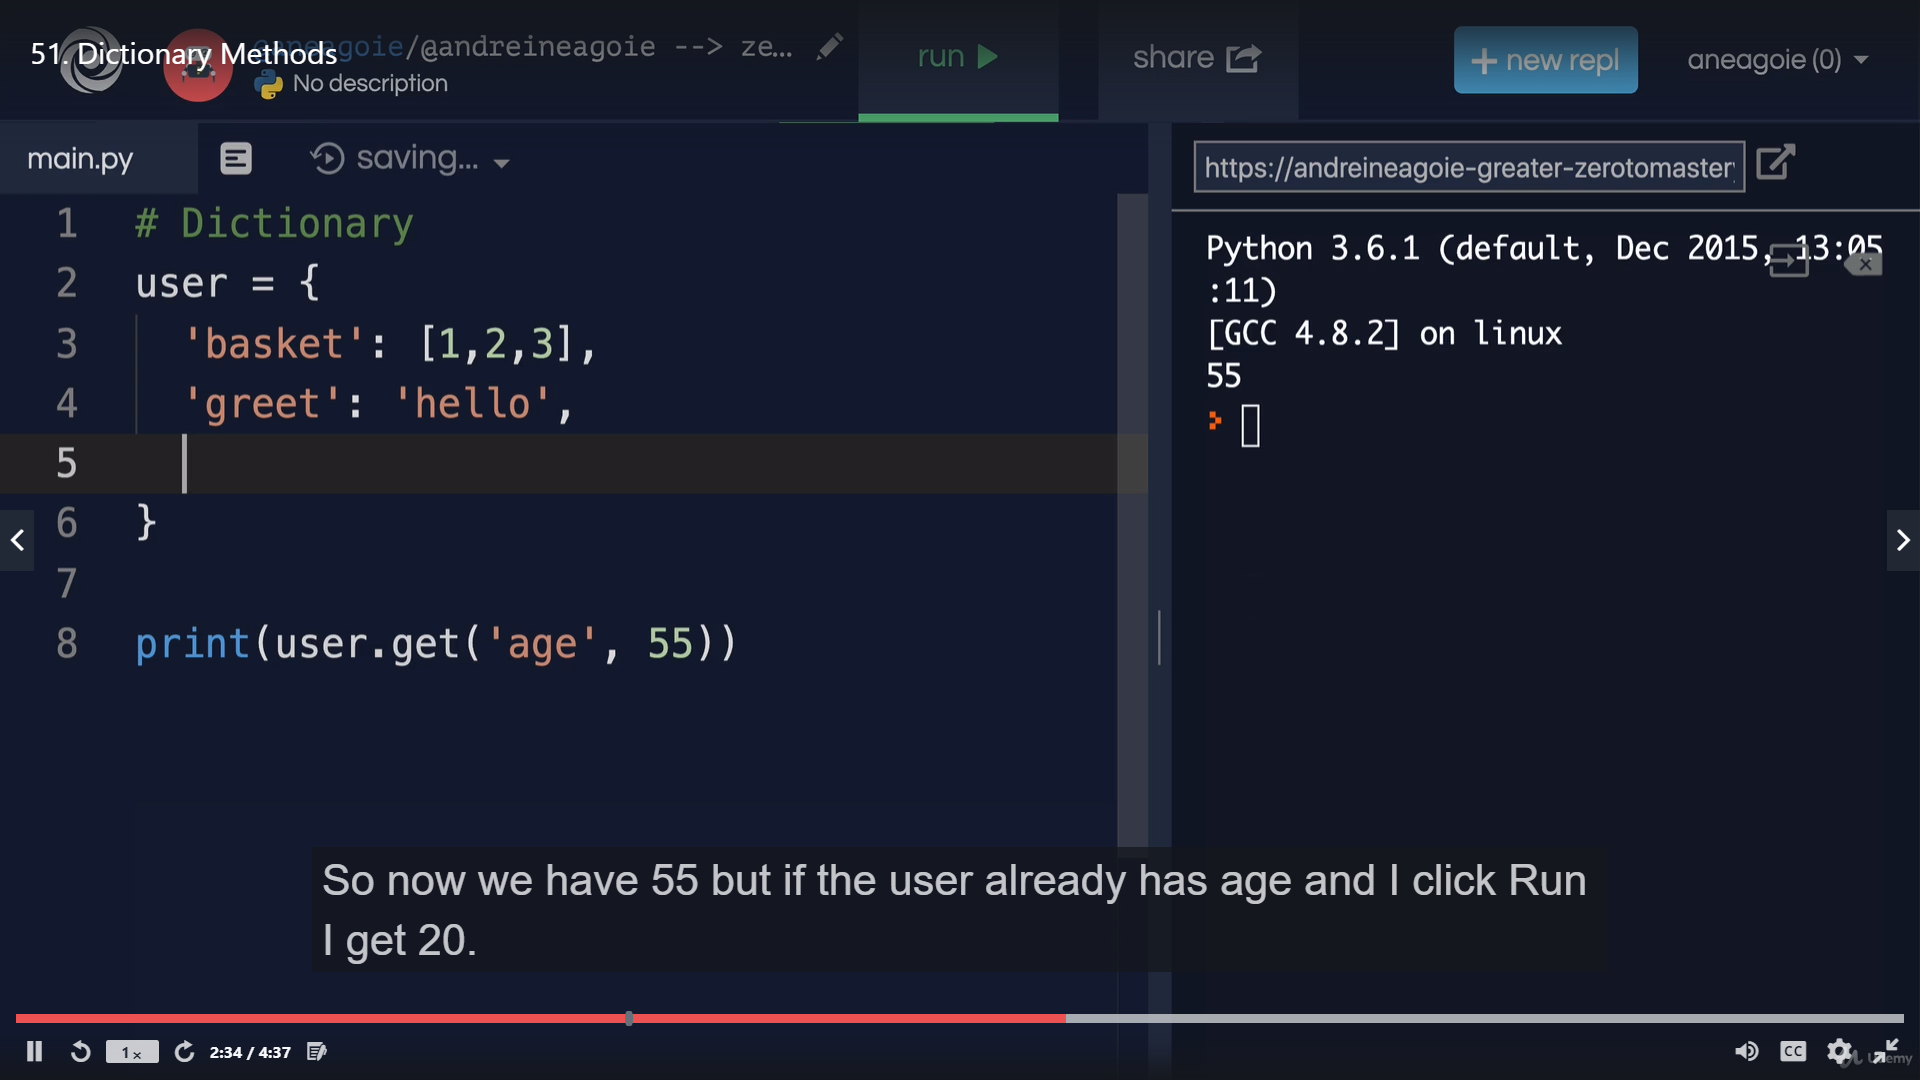 51. Dictionary Methods
eaneagoie/@andreineagoie --> ze...
No description
run
share
+ new repl
aneagoie (0)
main.py
saving...
https://andreineagoie-greater-zerotomaster
1 # Dictionary
2 user = {
3 'basket': [1,2,3],
4 'greet': 'hello',
5
6 }
7
8 print(user.get('age', 55))
Python 3.6.1 (default, Dec 2015, 13:05
:11)
[GCC 4.8.2] on linux
55
So now we have 55 but if the user already has age and I click Run
I get 20.
1x
2:34 / 4:37
CC
Udemy